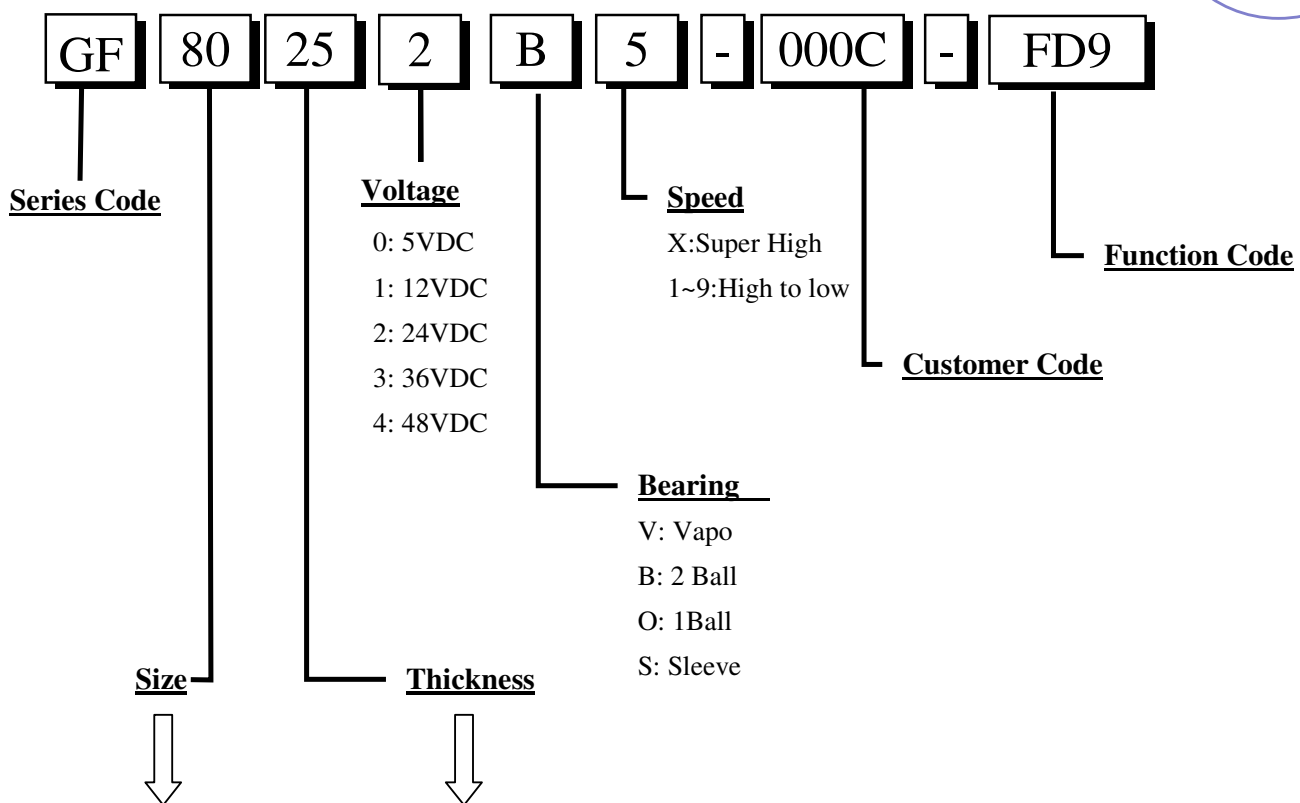 GF 80 25 2 B 5 - 000C - FD9
Series Code
Voltage
0: 5VDC
1: 12VDC
2: 24VDC
3: 36VDC
4: 48VDC
Speed
X:Super High
1~9:High to low
Function Code
Customer Code
Bearing
V: Vapo
B: 2 Ball
O: 1Ball
S: Sleeve
Size
Thickness